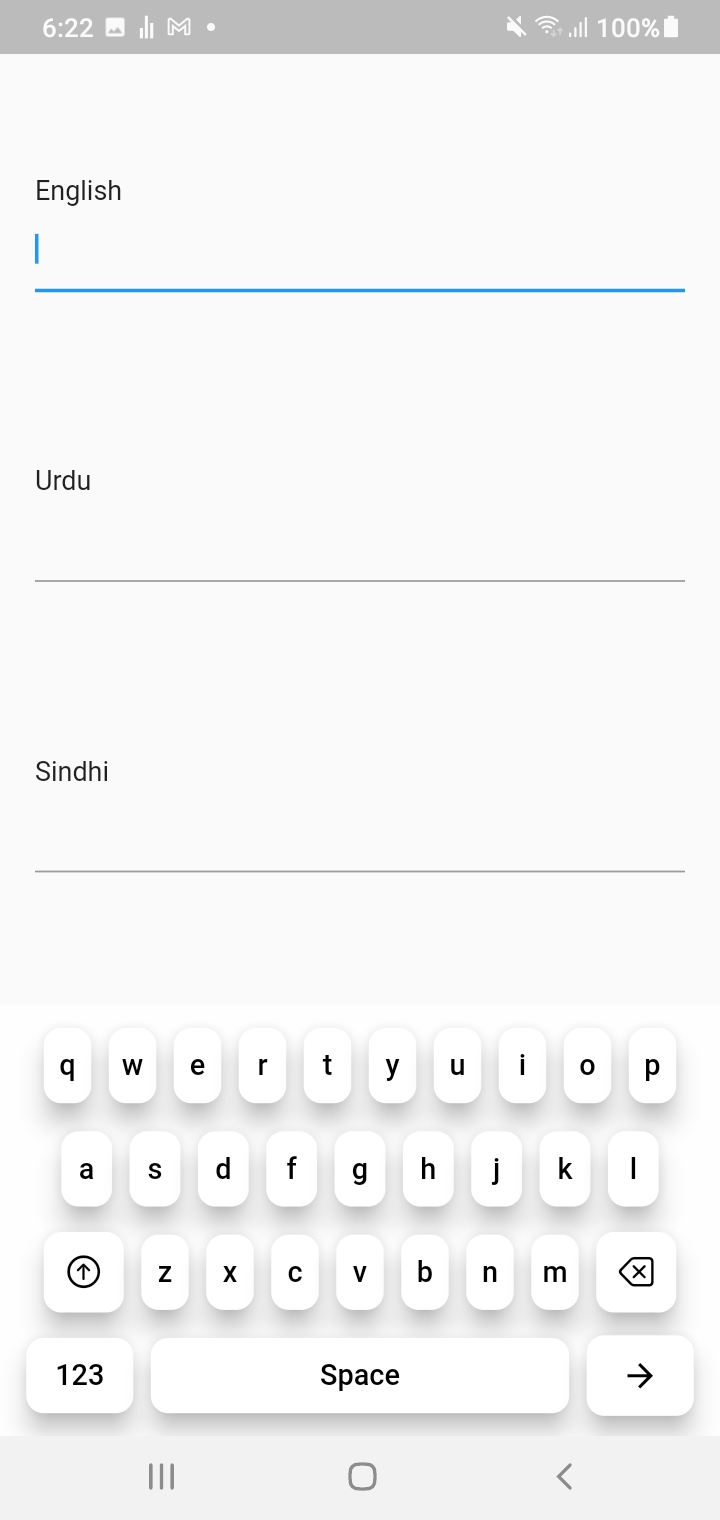 6:22 100%
English
Urdu
Sindhi
q w e r t y u i o p
a s d f g h j k l
z x c v b n m
123 Space